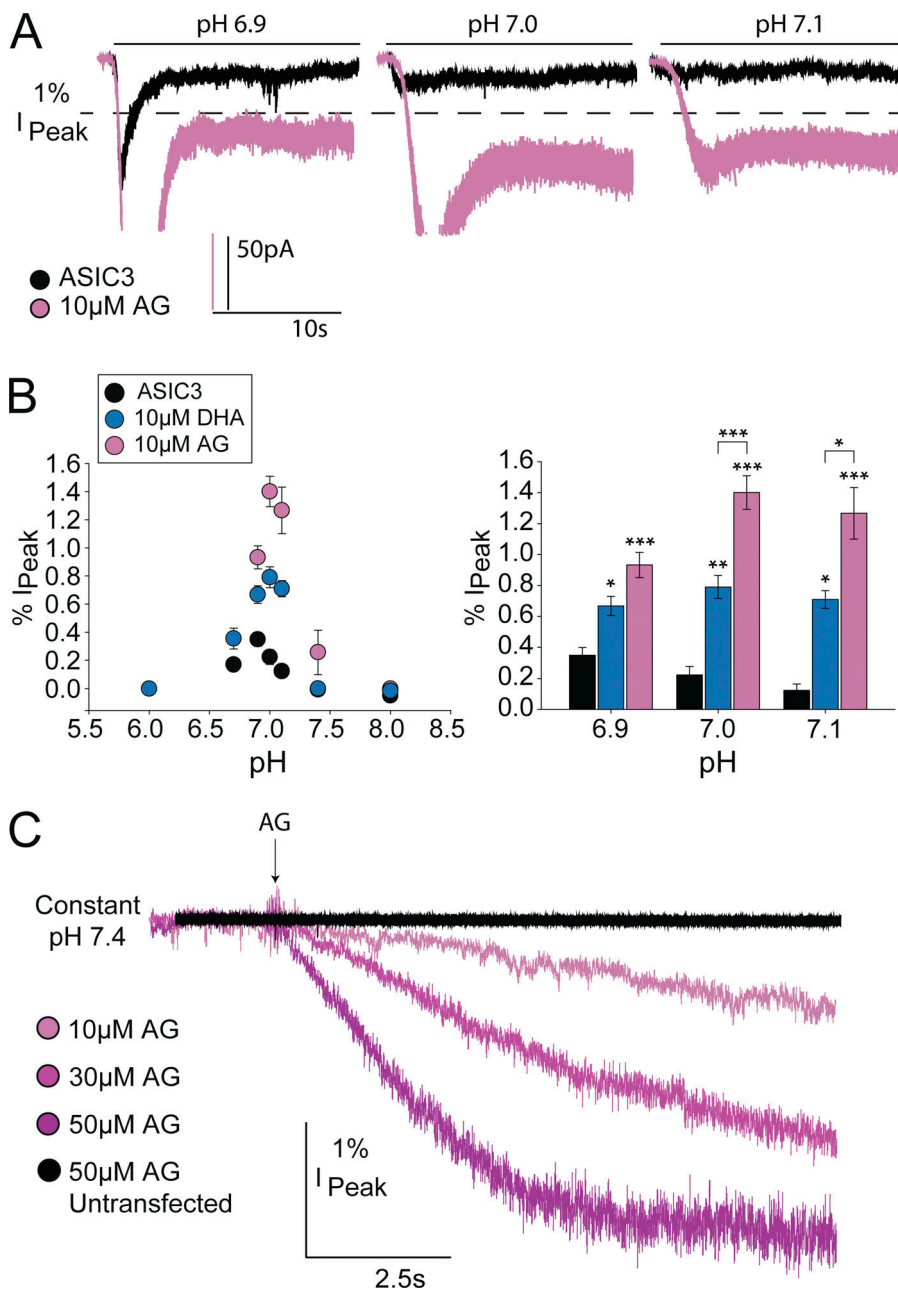 A
pH 6.9 pH 7.0 pH 7.1
1%
I Peak
50pA
10s
ASIC3
10µM AG
B
ASIC3
10µM DHA
10µM AG
% IPeak
1.6
1.4
1.2
1.0
0.8
0.6
0.4
0.2
0.0
5.5 6.0 6.5 7.0 7.5 8.0 8.5
pH
% IPeak
1.6
1.4
1.2
1.0
0.8
0.6
0.4
0.2
0.0
* ***
** *** ***
* *** *
6.9 7.0 7.1
pH
C
AG
Constant
pH 7.4
10µM AG
30µM AG
50µM AG
50µM AG
Untransfected
1%
I Peak
2.5s